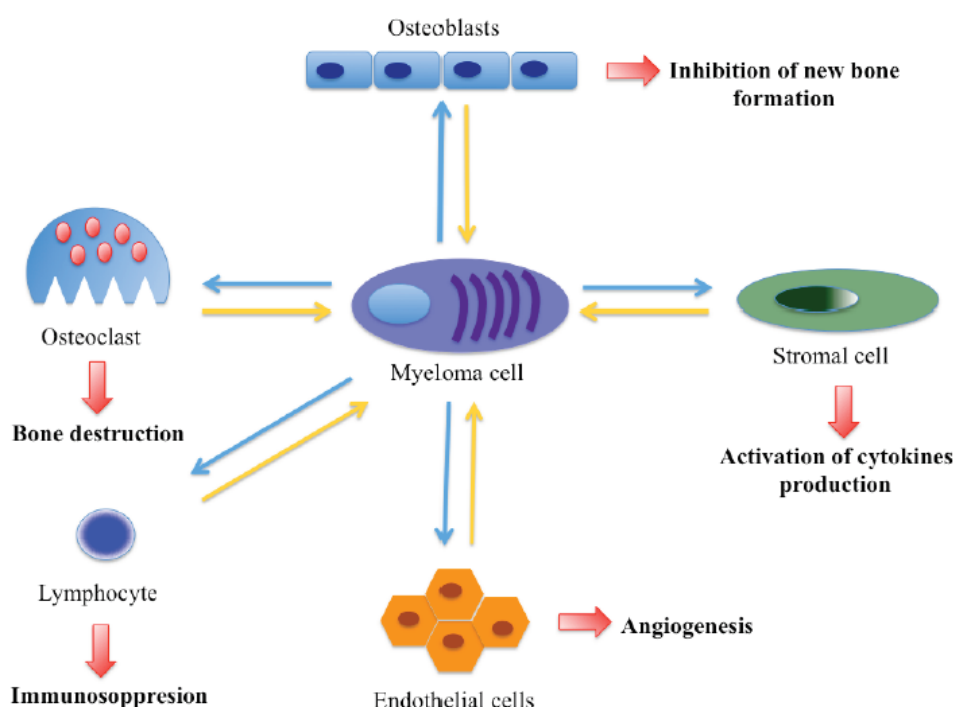 Osteoblasts
Inhibition of new bone
formation
Osteoclast
Bone destruction
Myeloma cell
Stromal cell
Activation of cytokines
production
Lymphocyte
Immunosoppresion
Angiogenesis
Endothelial cells